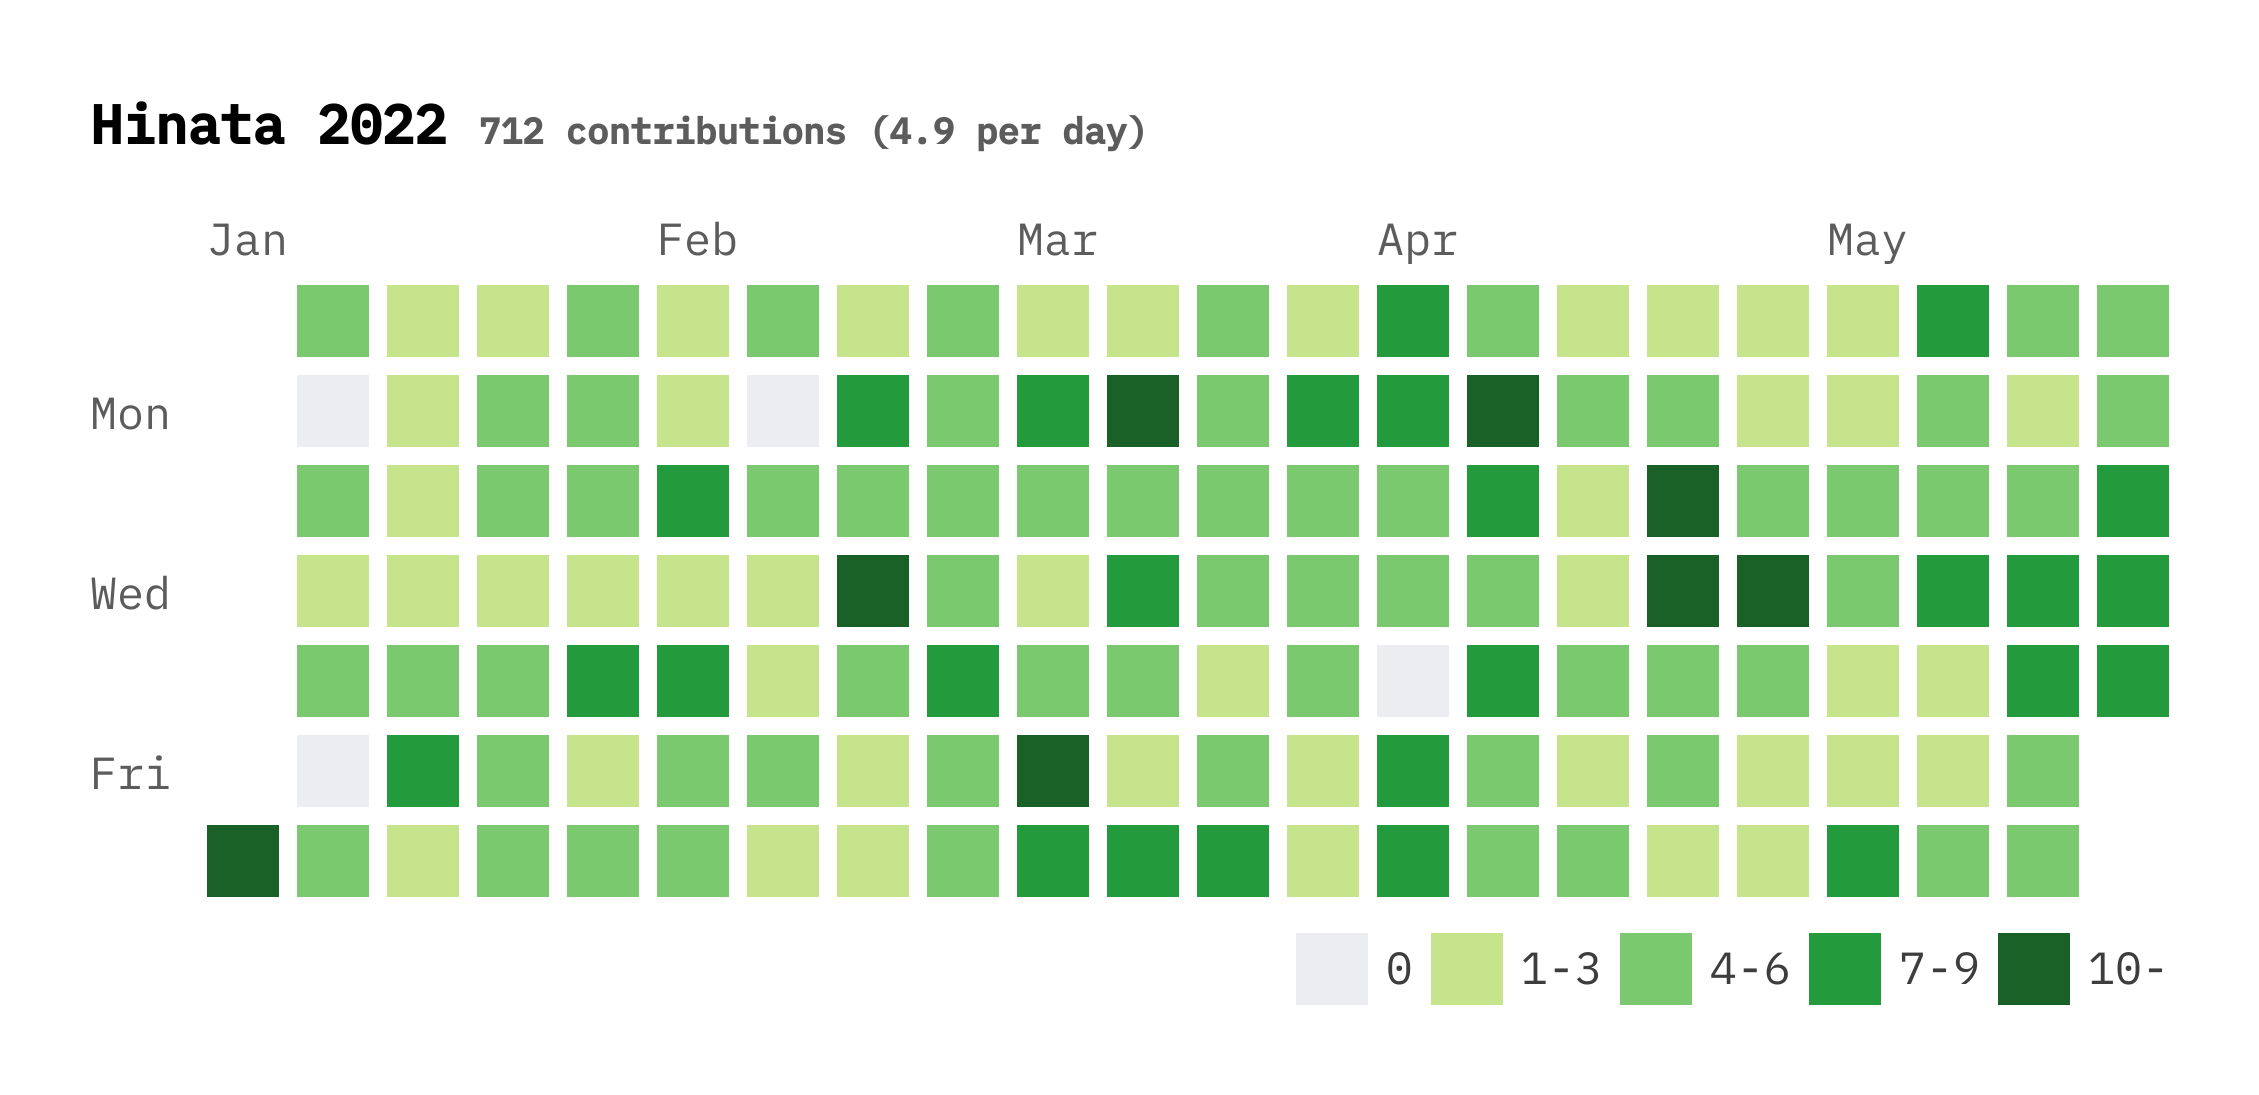 Hinata 2022 712 contributions (4.9 per day)
Jan Feb Mar Apr May
Mon
Wed
Fri
0 1-3 4-6 7-9 10-